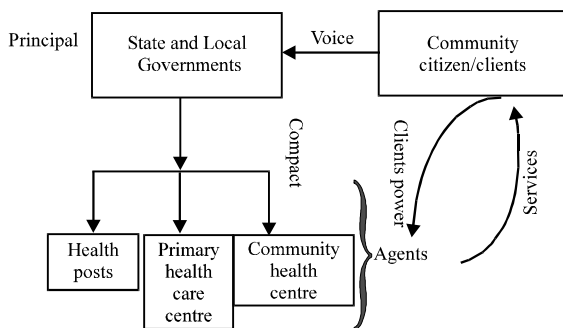 Principal
State and Local
Governments
Voice
Community
citizen/clients
Compact
Clients power
Services
Health
posts
Primary
health
care
centre
Community
health
centre
Agents